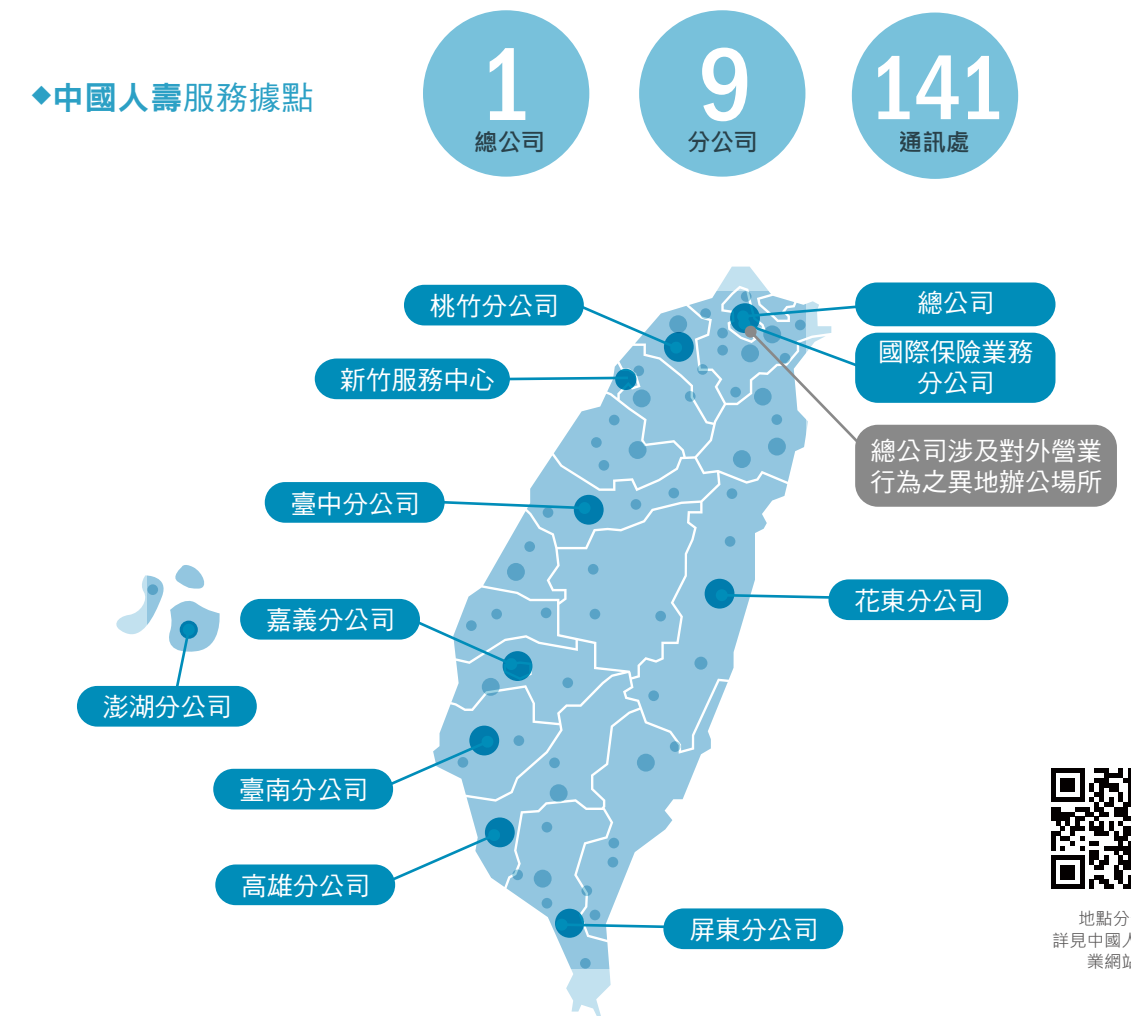 ◆中國人壽服務據點
1
總公司
9
分公司
141
通訊處
桃竹分公司
總公司
國際保險業務
分公司
新竹服務中心
總公司涉及對外營業
行為之異地辦公場所
臺中分公司
花東分公司
嘉義分公司
澎湖分公司
臺南分公司
高雄分公司
屏東分公司
地點分
詳見中國人
業網站